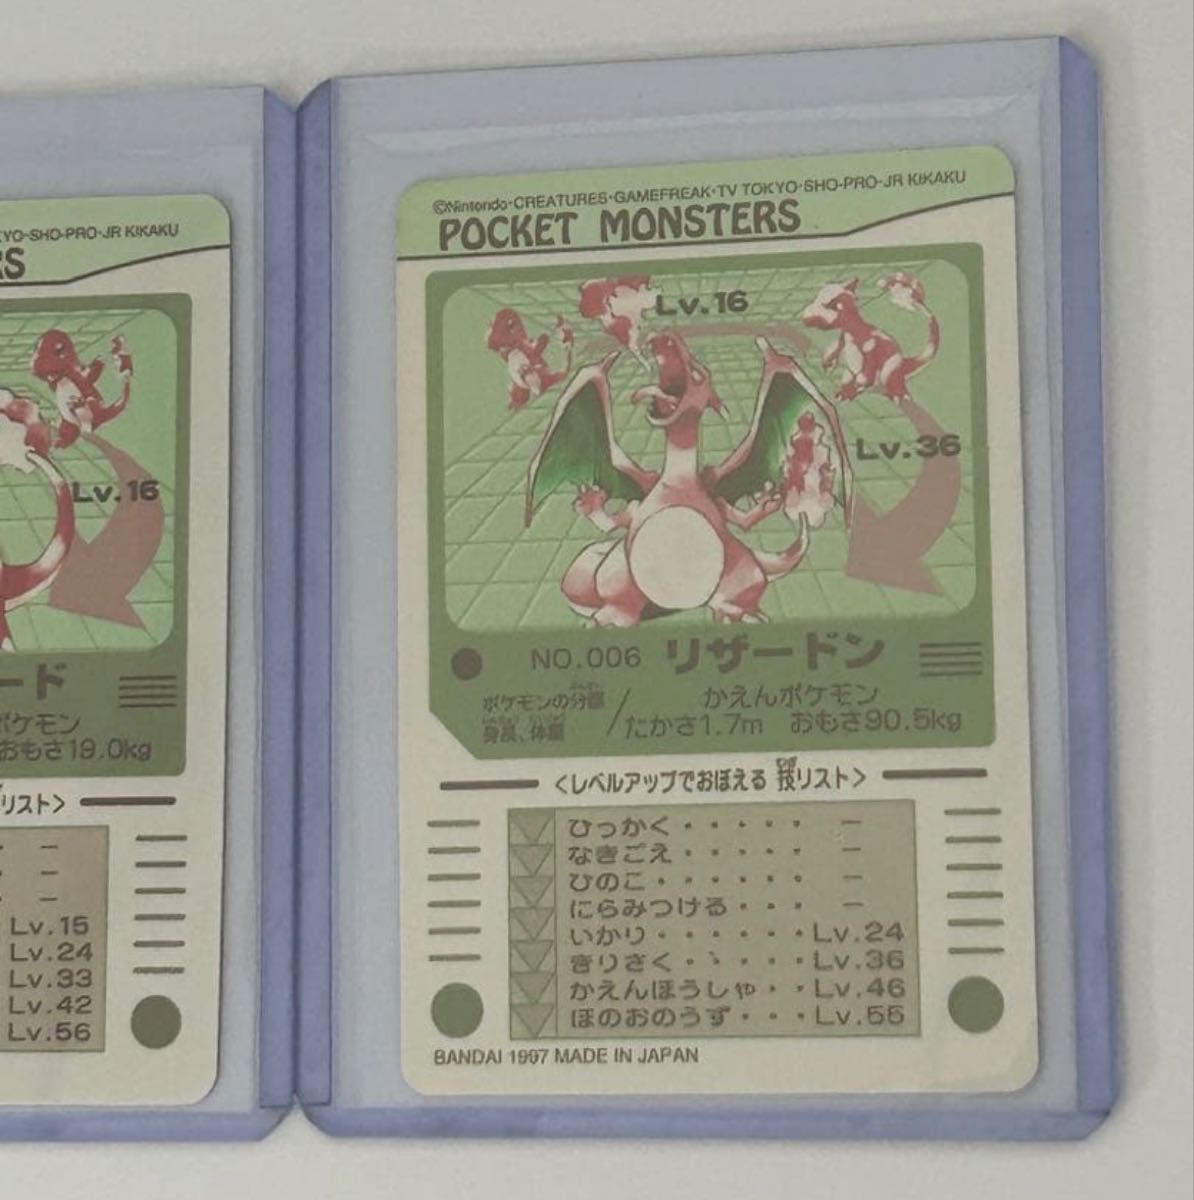 YO·SHO-PRO·JR KIKAKU
RS
Lv.16
ード
ポケモン
おもさ19.0kg
リスト>
— —
— —
— —
Lv.15
Lv.24
Lv.33
Lv.42
Lv.56
©Nintendo·CREATURES·GAMEFREAK·TV TOKYO·SHO-PRO·JR KIKAKU
POCKET MONSTERS
Lv.16
Lv.36
NO.006 リザードン
ポケモンの分類 / かえんポケモン
身長、体重 / たかさ1.7m おもさ90.5kg
<レベルアップでおぼえる 技リスト>
ひっかく・・・・・ —
なきごえ・・・・・ —
ひのこ・・・・・・ —
にらみつける・・・ —
いかり・・・・・・Lv.24
きりさく・・・・・Lv.36
かえんほうしゃ・・Lv.46
ほのおのうず・・・Lv.55
BANDAI 1997 MADE IN JAPAN